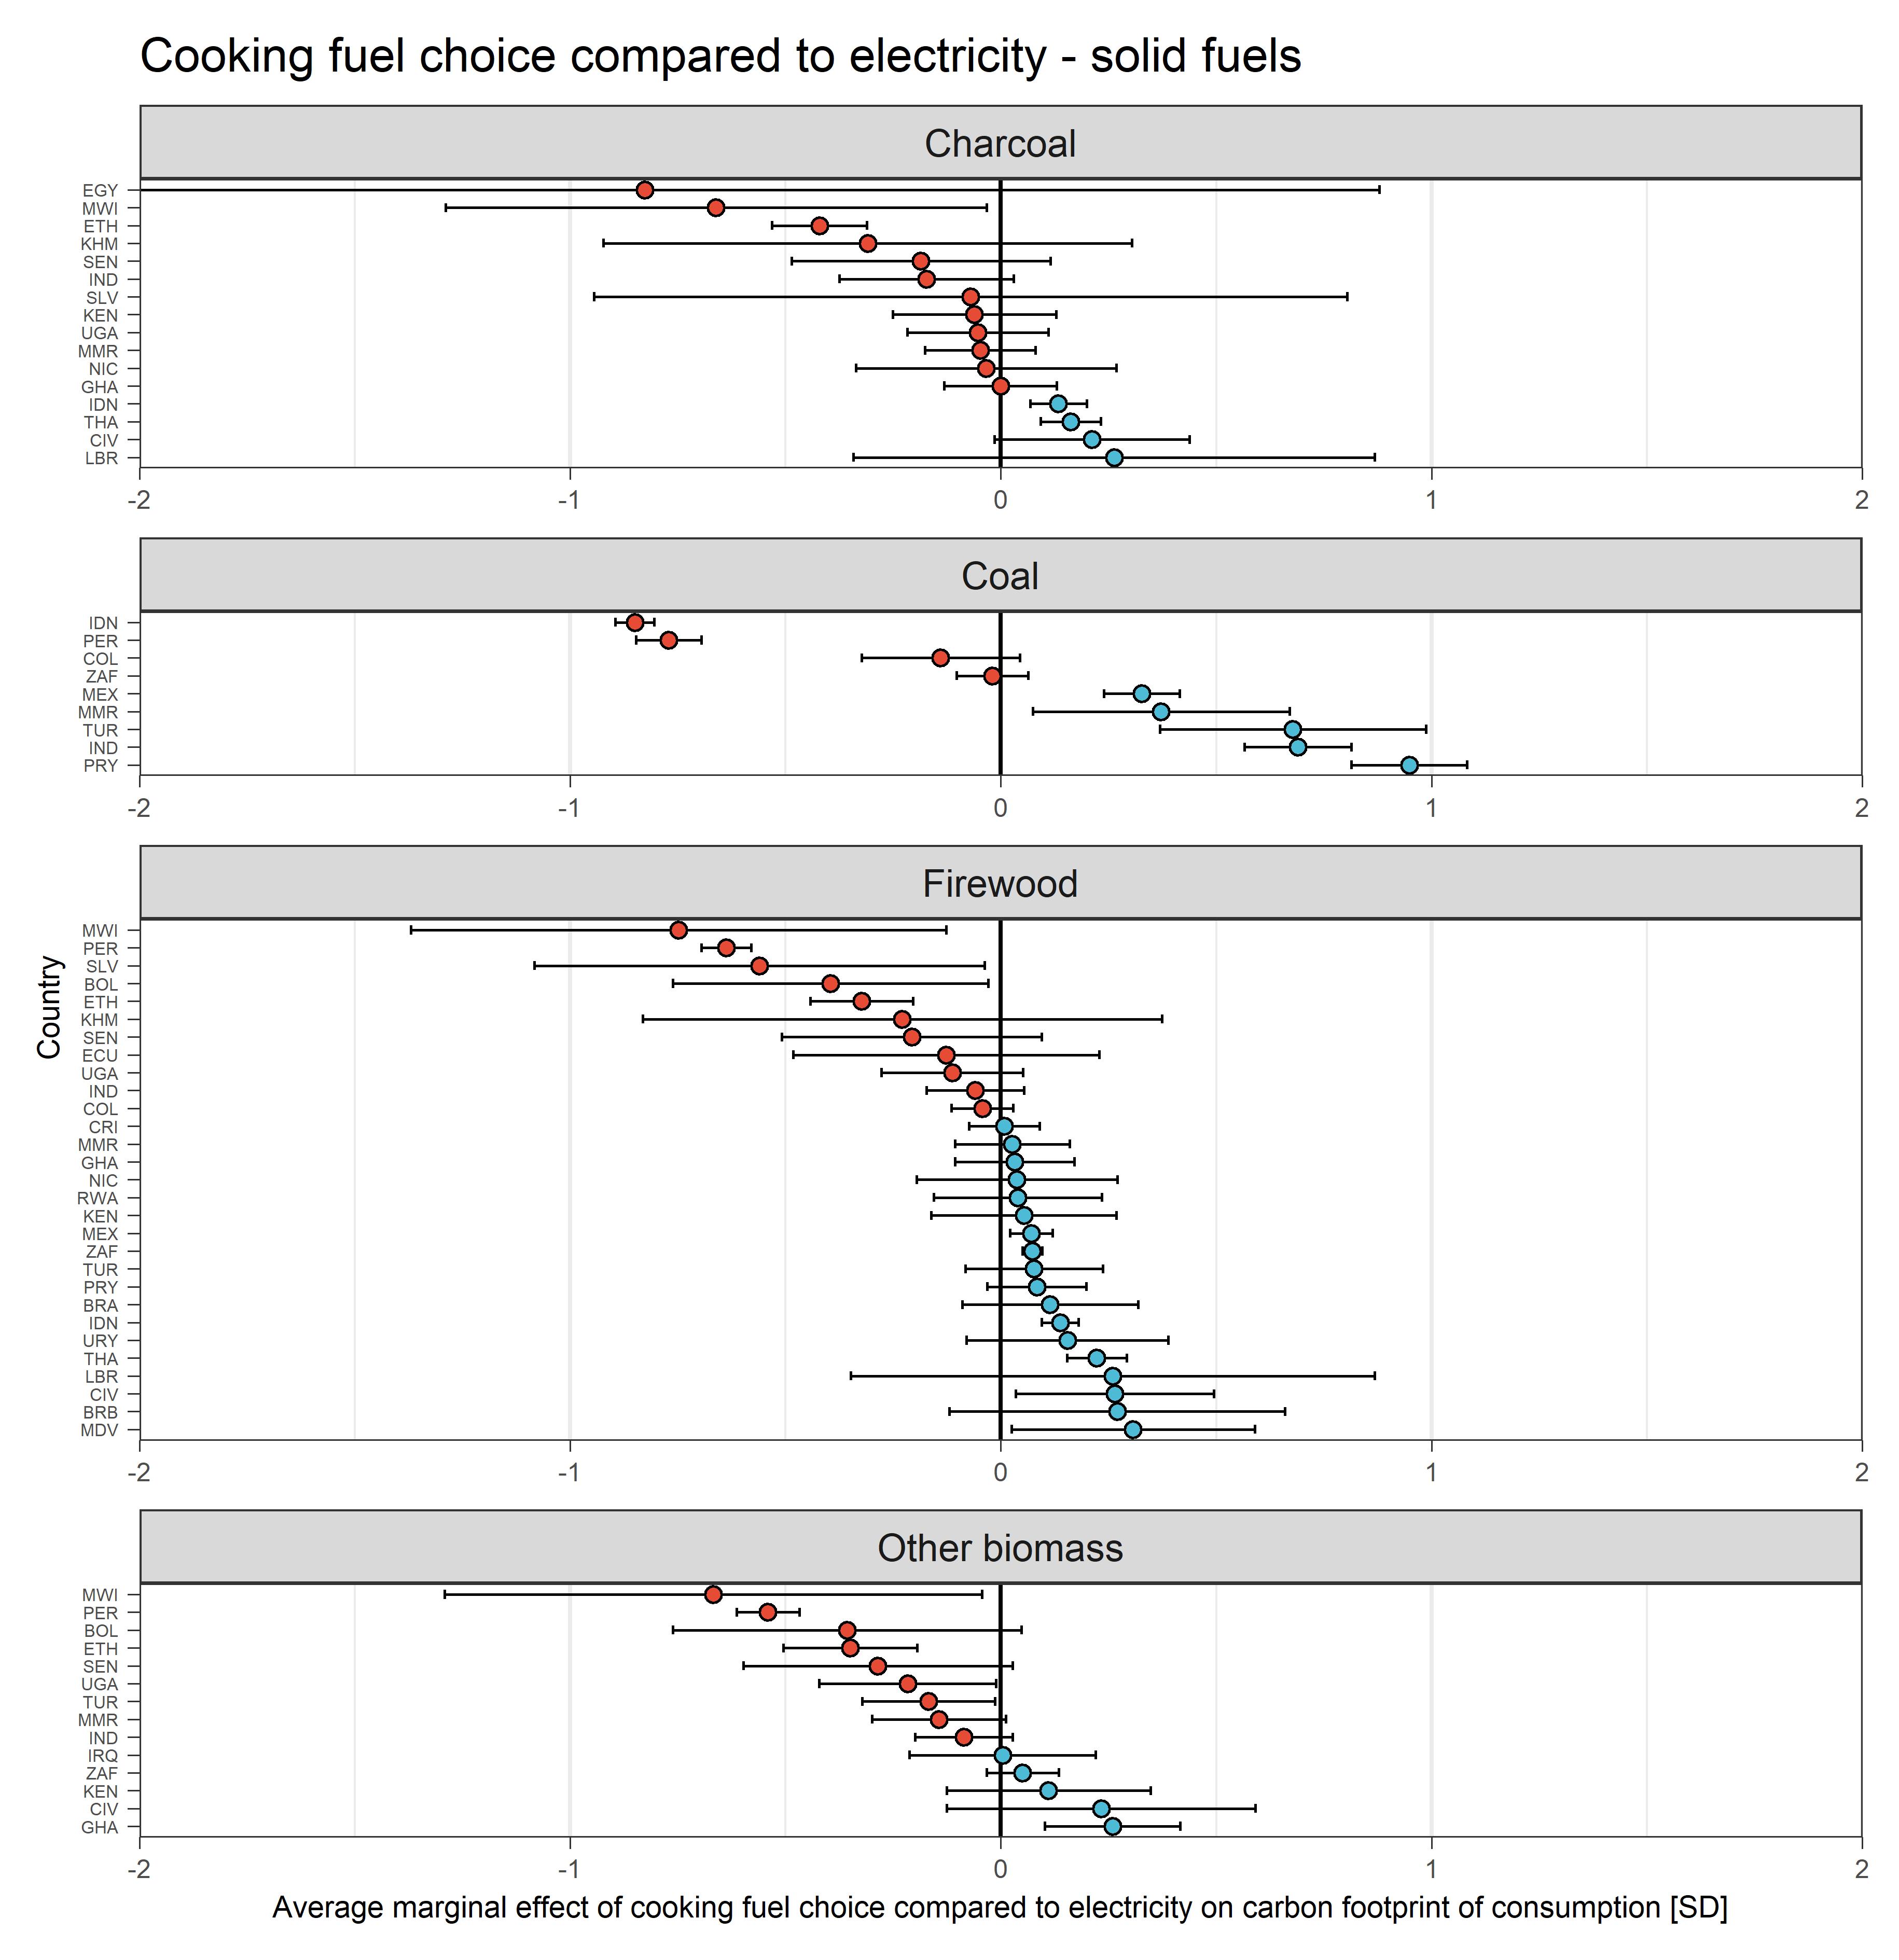 Cooking fuel choice compared to electricity - solid fuels
Charcoal
EGY
MWI
ETH
KHM
SEN
IND
SLV
KEN
UGA
MMR
NIC
GHA
IDN
THA
CIV
LBR
-2 -1 0 1 2
Coal
IDN
PER
COL
ZAF
MEX
MMR
TUR
IND
PRY
-2 -1 0 1 2
Firewood
Country
MWI
PER
SLV
BOL
ETH
KHM
SEN
ECU
UGA
IND
COL
CRI
MMR
GHA
NIC
RWA
KEN
MEX
ZAF
TUR
PRY
BRA
IDN
URY
THA
LBR
CIV
BRB
MDV
-2 -1 0 1 2
Other biomass
MWI
PER
BOL
ETH
SEN
UGA
TUR
MMR
IND
IRQ
ZAF
KEN
CIV
GHA
-2 -1 0 1 2
Average marginal effect of cooking fuel choice compared to electricity on carbon footprint of consumption [SD]